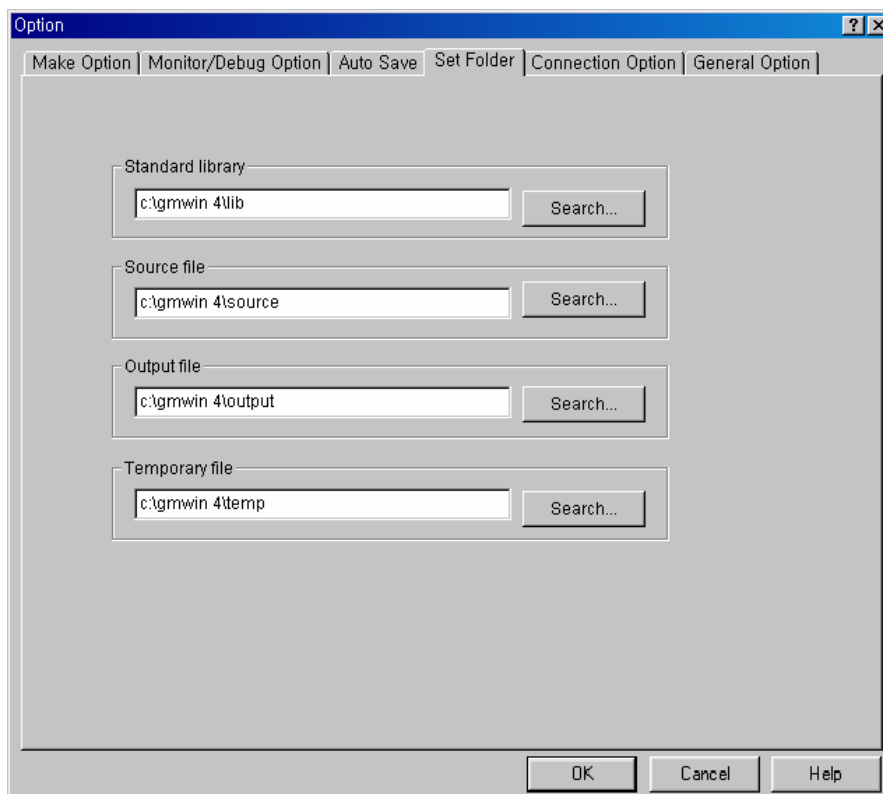 Option
Make Option Monitor/Debug Option Auto Save Set Folder Connection Option General Option
Standard library
c:\gmwin 4\lib Search...
Source file
c:\gmwin 4\source Search...
Output file
c:\gmwin 4\output Search...
Temporary file
c:\gmwin 4\temp Search...
OK Cancel Help